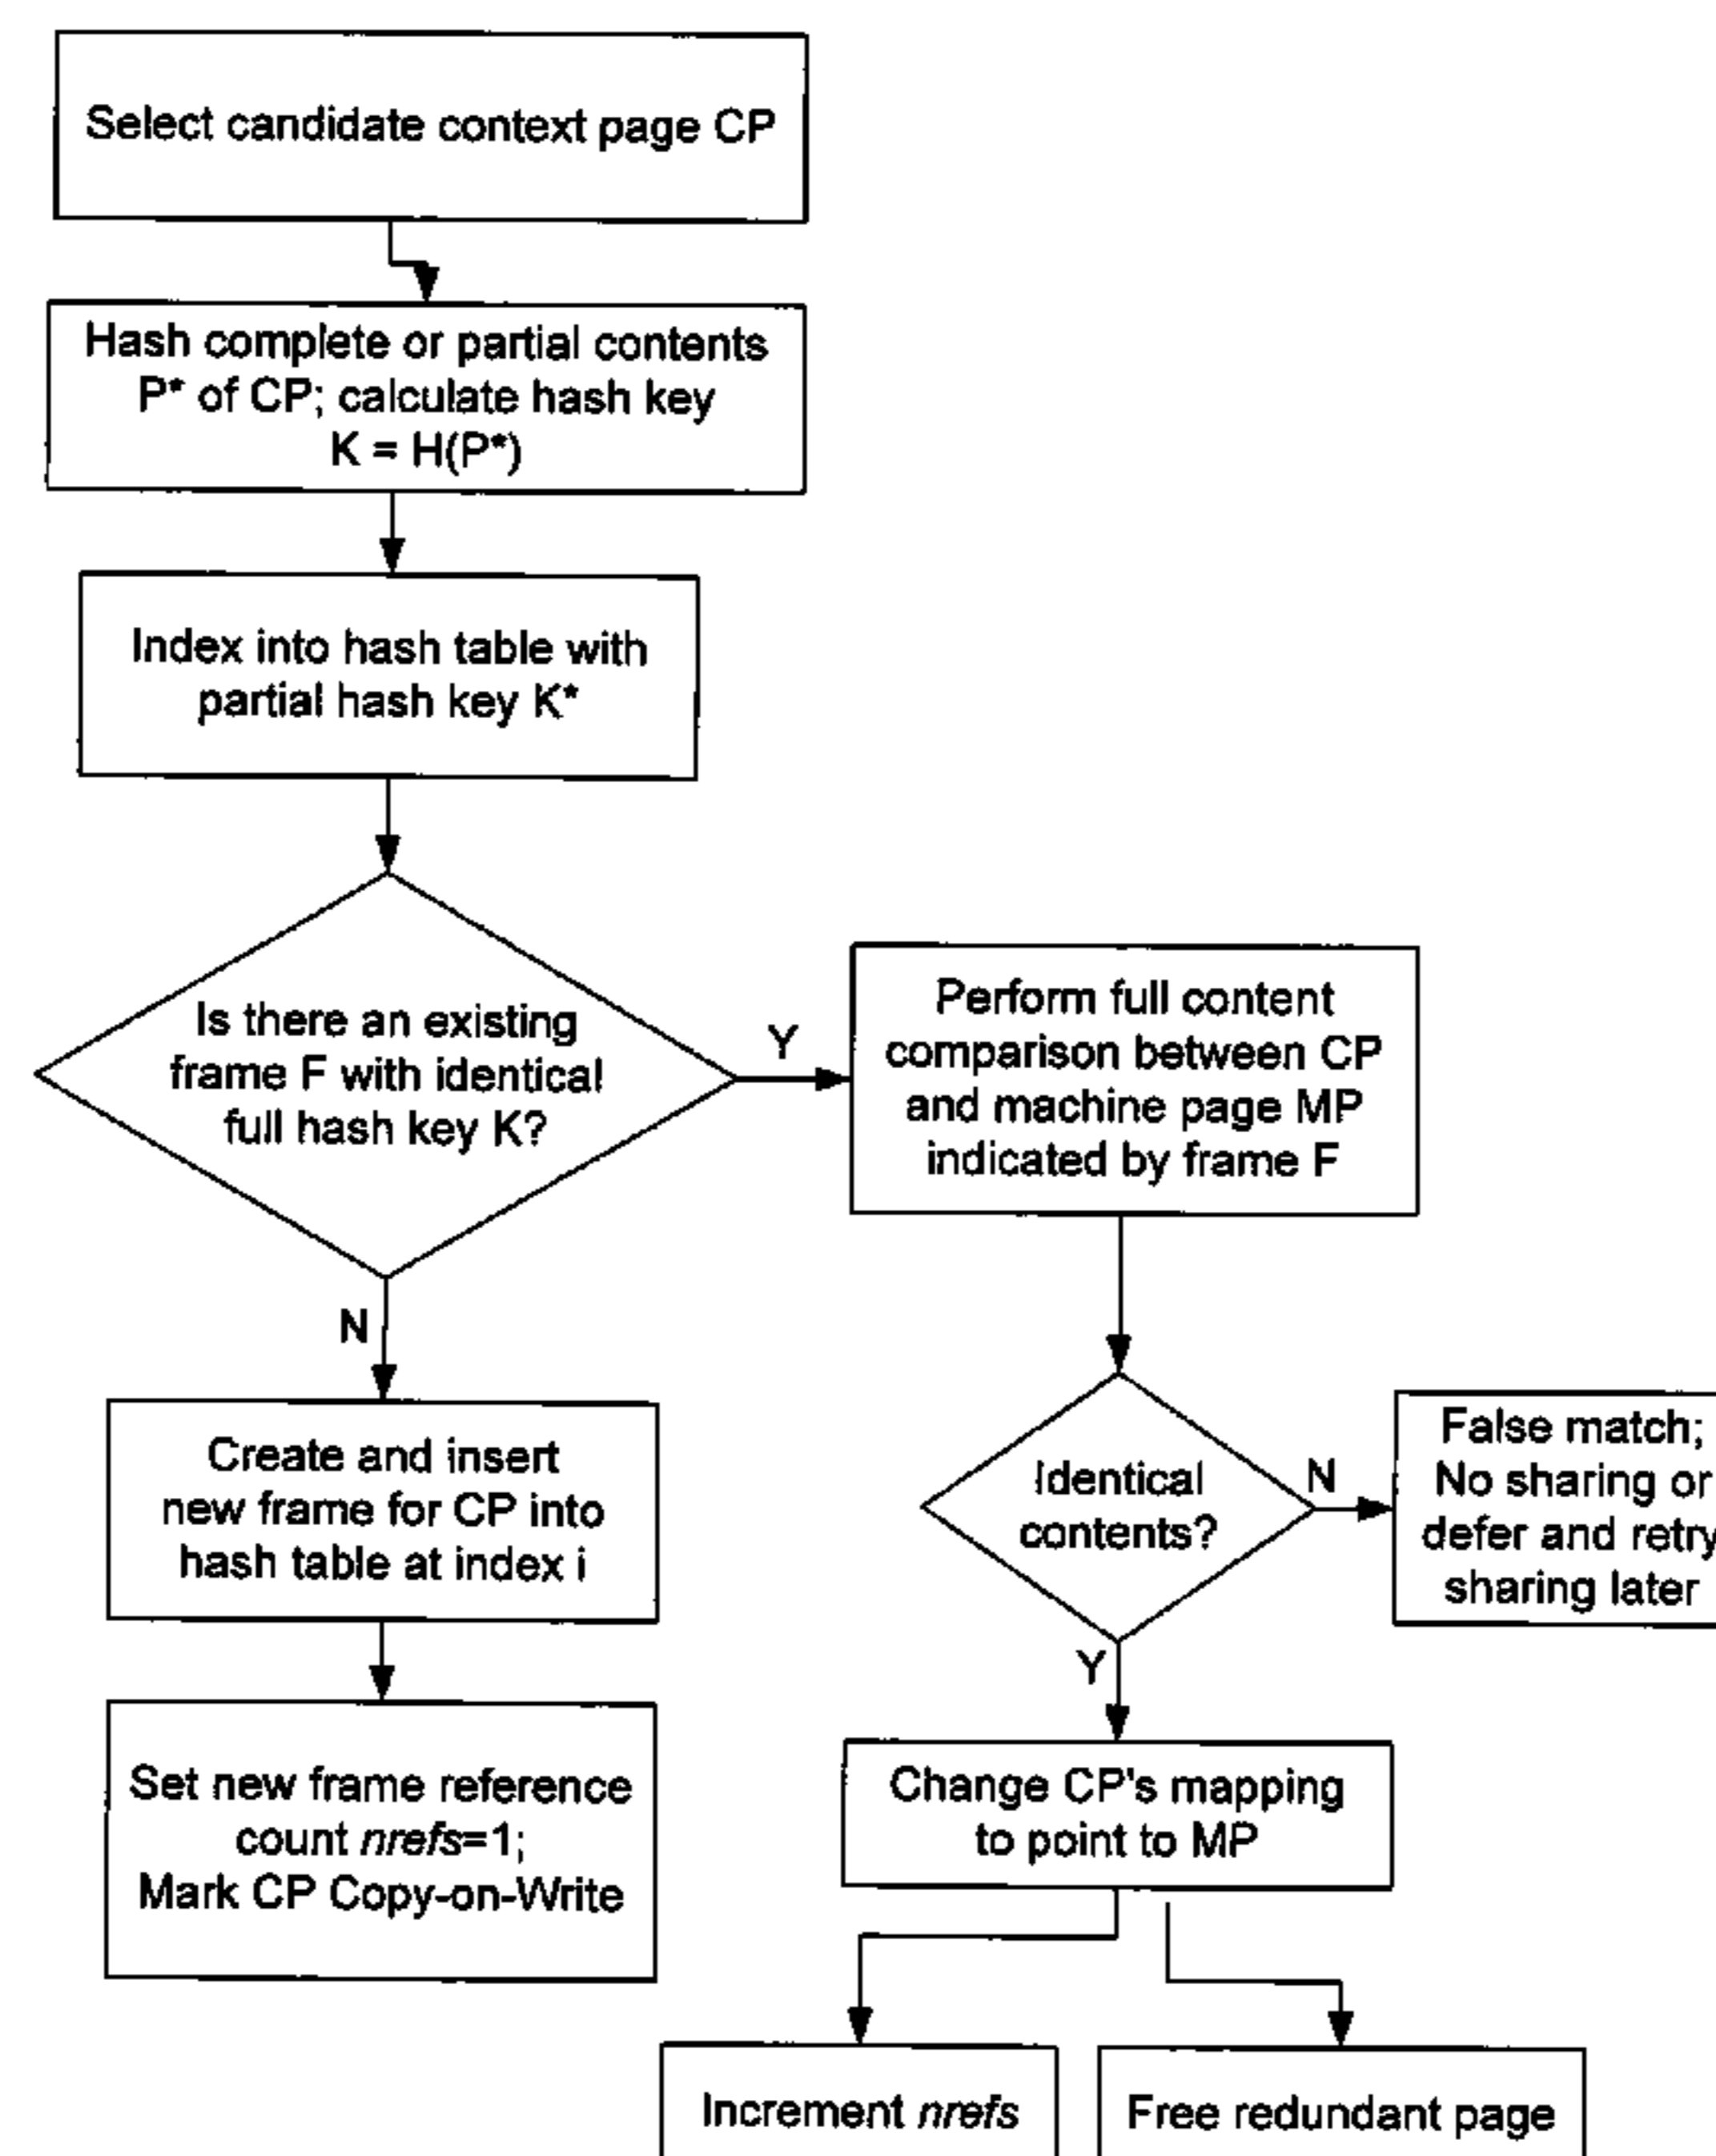 Select candidate context page CP
Hash complete or partial contents
P* of CP; calculate hash key
K = H(P*)
Index into hash table with
partial hash key K*
Is there an existing
frame F with identical
full hash key K?
Y
Perform full content
comparison between CP
and machine page MP
indicated by frame F
N
Create and insert
new frame for CP into
hash table at index i
Set new frame reference
count nrefs=1;
Mark CP Copy-on-Write
Identical
contents?
N
False match;
No sharing or
defer and retry
sharing later
Y
Change CP's mapping
to point to MP
Increment nrefs
Free redundant page